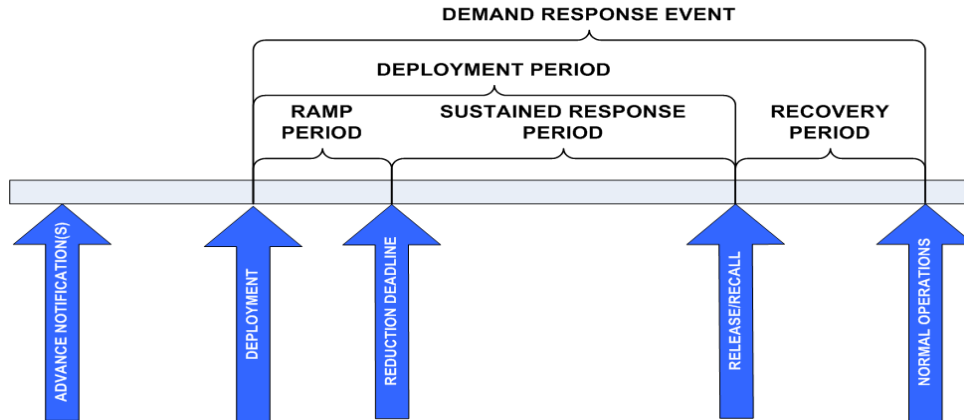 DEMAND RESPONSE EVENT
DEPLOYMENT PERIOD
RAMP
PERIOD
SUSTAINED RESPONSE
PERIOD
RECOVERY
PERIOD
ADVANCE NOTIFICATION(S)
DEPLOYMENT
REDUCTION DEADLINE
RELEASE/RECALL
NORMAL OPERATIONS